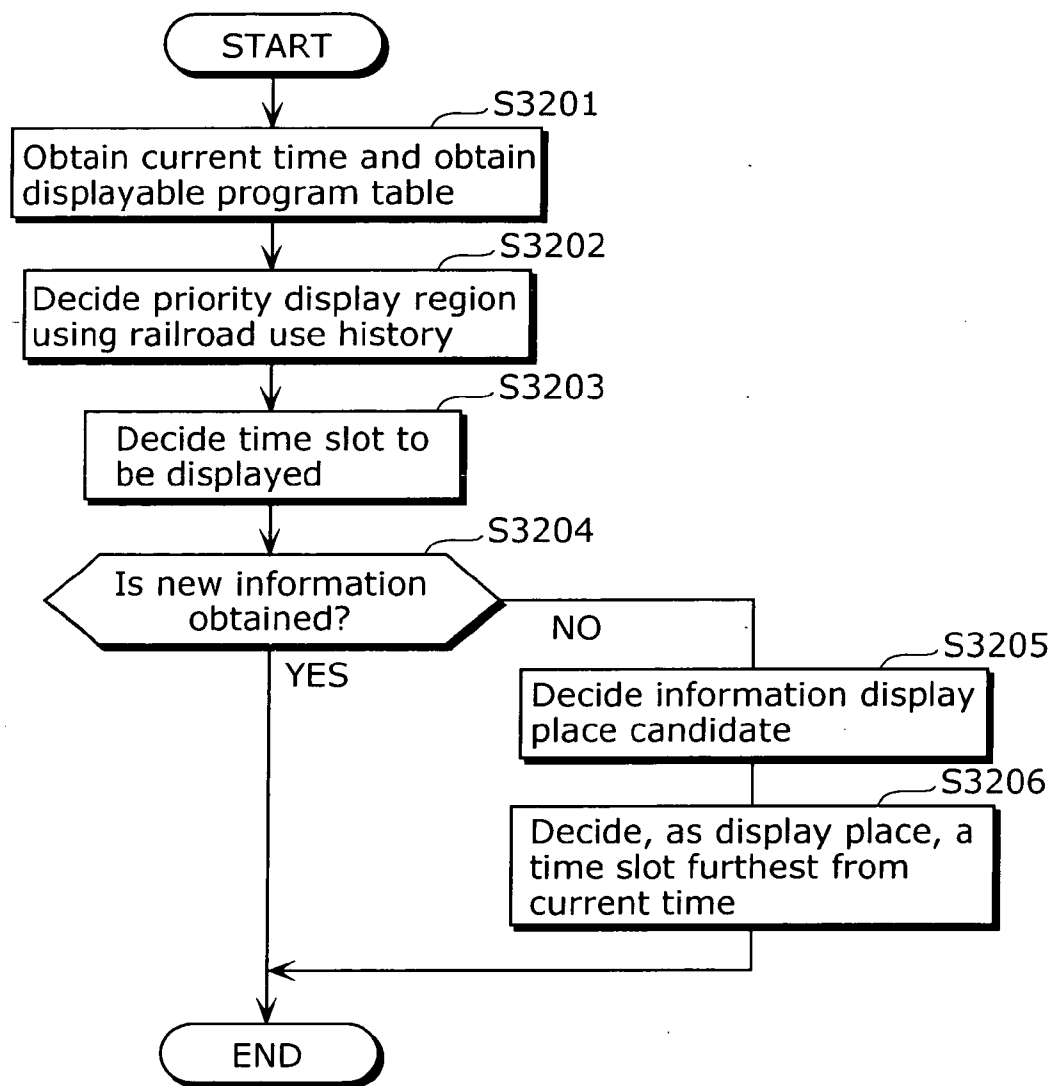 START
S3201
Obtain current time and obtain
displayable program table
S3202
Decide priority display region
using railroad use history
S3203
Decide time slot to
be displayed
S3204
Is new information
obtained?
NO
YES
S3205
Decide information display
place candidate
S3206
Decide, as display place, a
time slot furthest from
current time
END